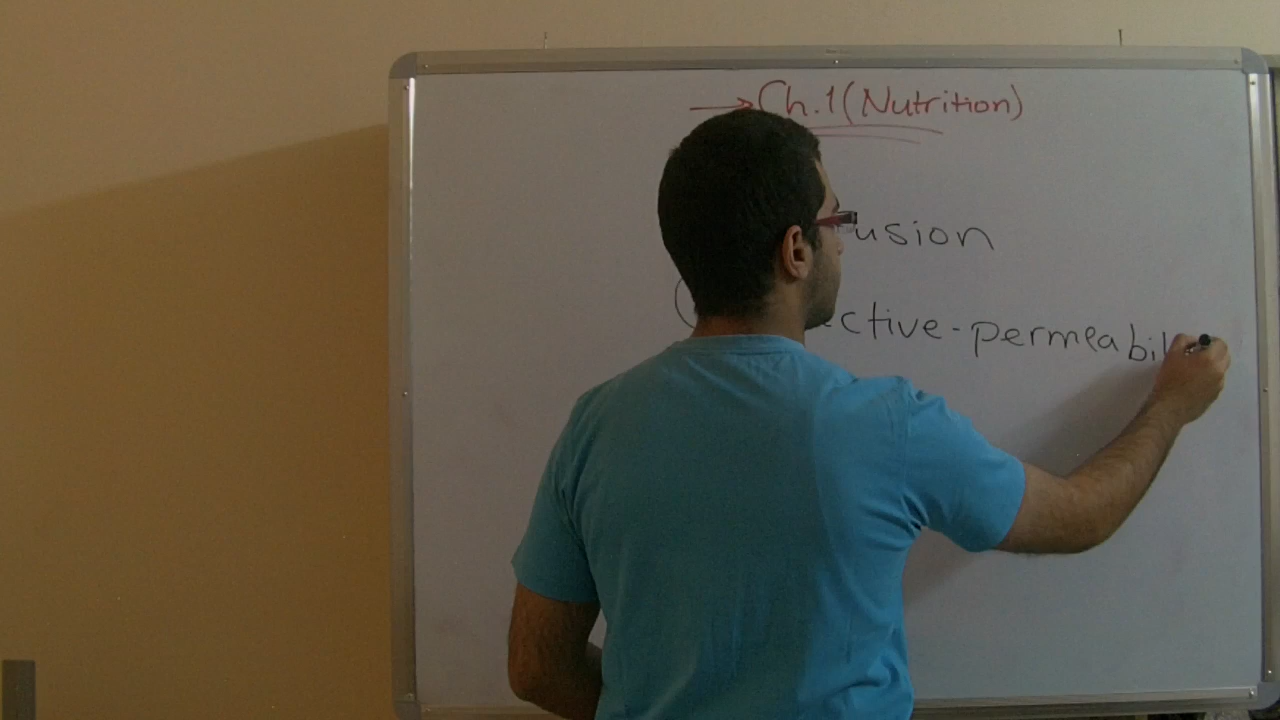 → Ch.1 (Nutrition)
usion
ctive-permeabil